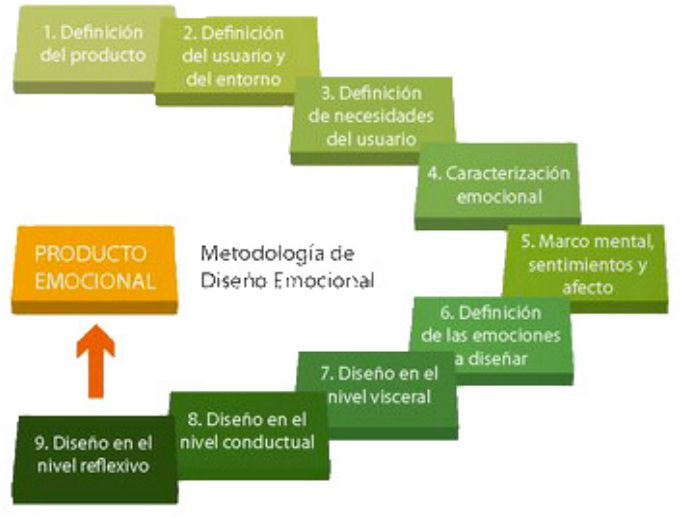 1. Definición
del producto
2. Definición
del usuario y
del entorno
3. Definición
de necesidades
del usuario
4. Caracterización
emocional
5. Marco mental,
sentimientos y
afecto
6. Definición
de las emociones
a diseñar
7. Diseño en el
nivel visceral
8. Diseño en el
nivel conductual
9. Diseño en el
nivel reflexivo
PRODUCTO
EMOCIONAL
Metodología de
Diseño Emocional